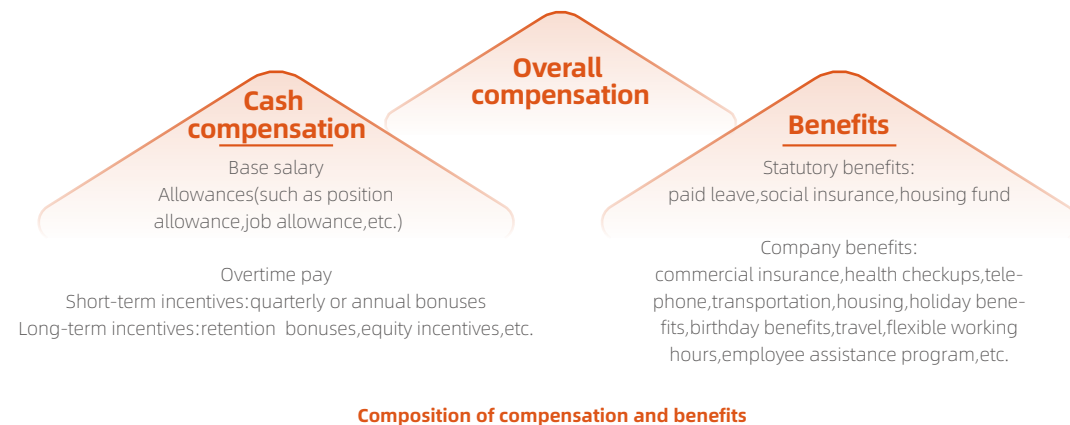 Overall
compensation
Cash
compensation
Base salary
Allowances(such as position
allowance,job allowance,etc.)
Overtime pay
Short-term incentives:quarterly or annual bonuses
Long-term incentives:retention  bonuses,equity incentives,etc.
Benefits
Statutory benefits:
paid leave,social insurance,housing fund
Company benefits:
commercial insurance,health checkups,tele-
phone,transportation,housing,holiday bene-
fits,birthday benefits,travel,flexible working
hours,employee assistance program,etc.
Composition of compensation and benefits